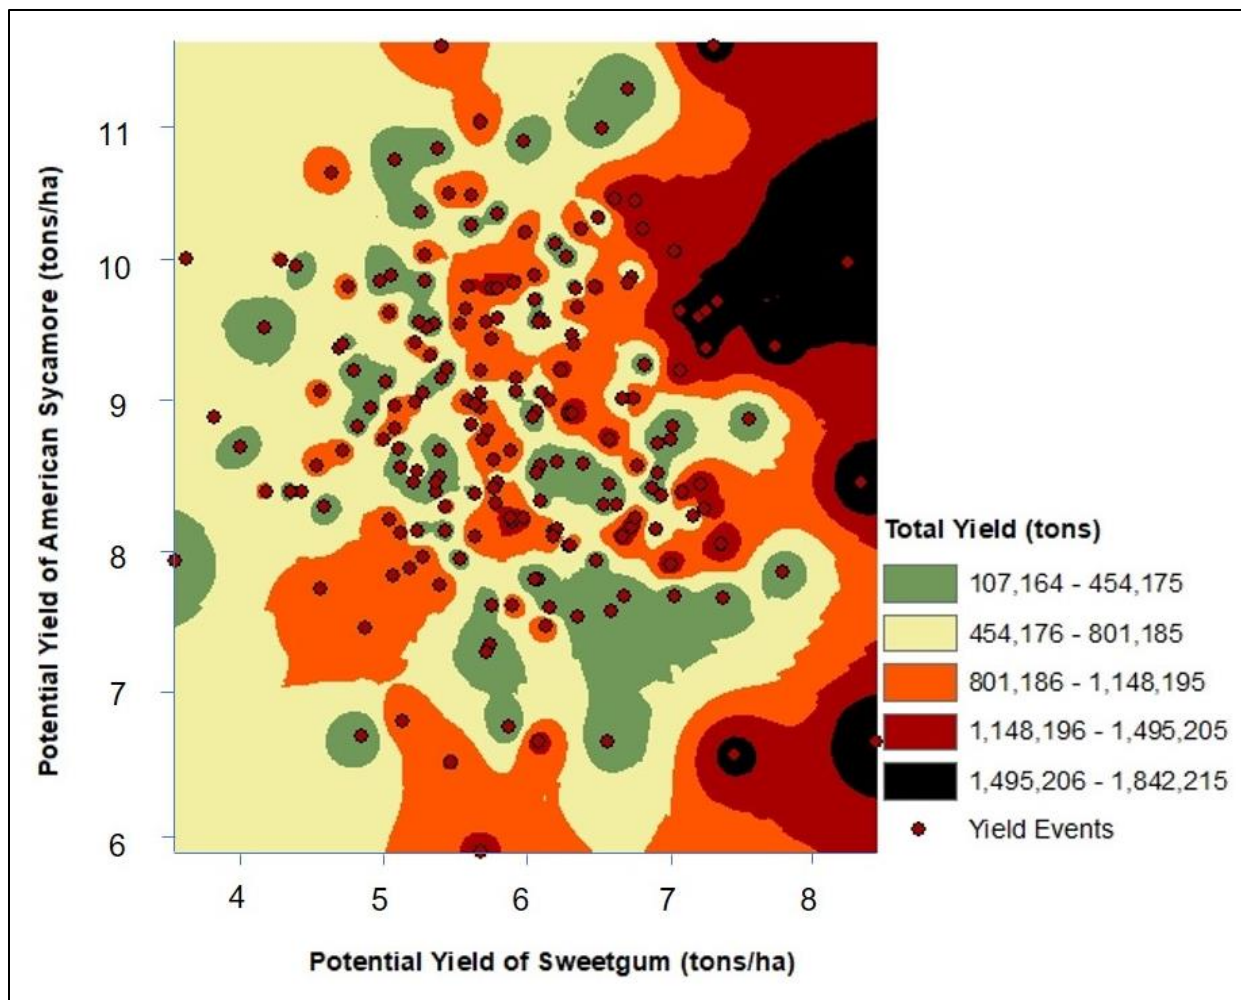 Potential Yield of American Sycamore (tons/ha)
11
10
9
8
7
6
4 5 6 7 8
Potential Yield of Sweetgum (tons/ha)
Total Yield (tons)
107,164 - 454,175
454,176 - 801,185
801,186 - 1,148,195
1,148,196 - 1,495,205
1,495,206 - 1,842,215
Yield Events